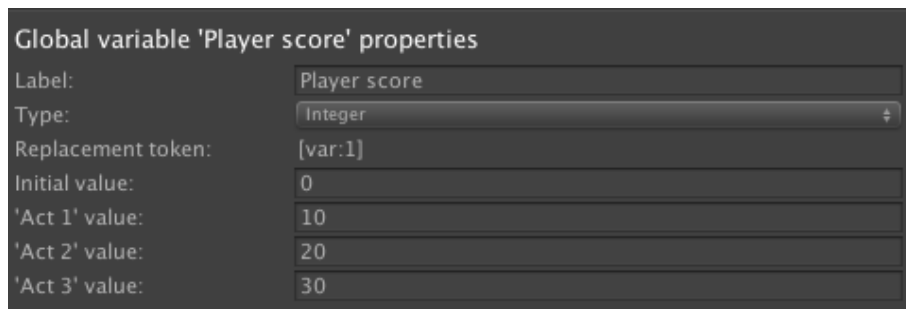 Global variable 'Player score' properties
Label: Player score
Type: Integer
Replacement token: [var:1]
Initial value: 0
'Act 1' value: 10
'Act 2' value: 20
'Act 3' value: 30